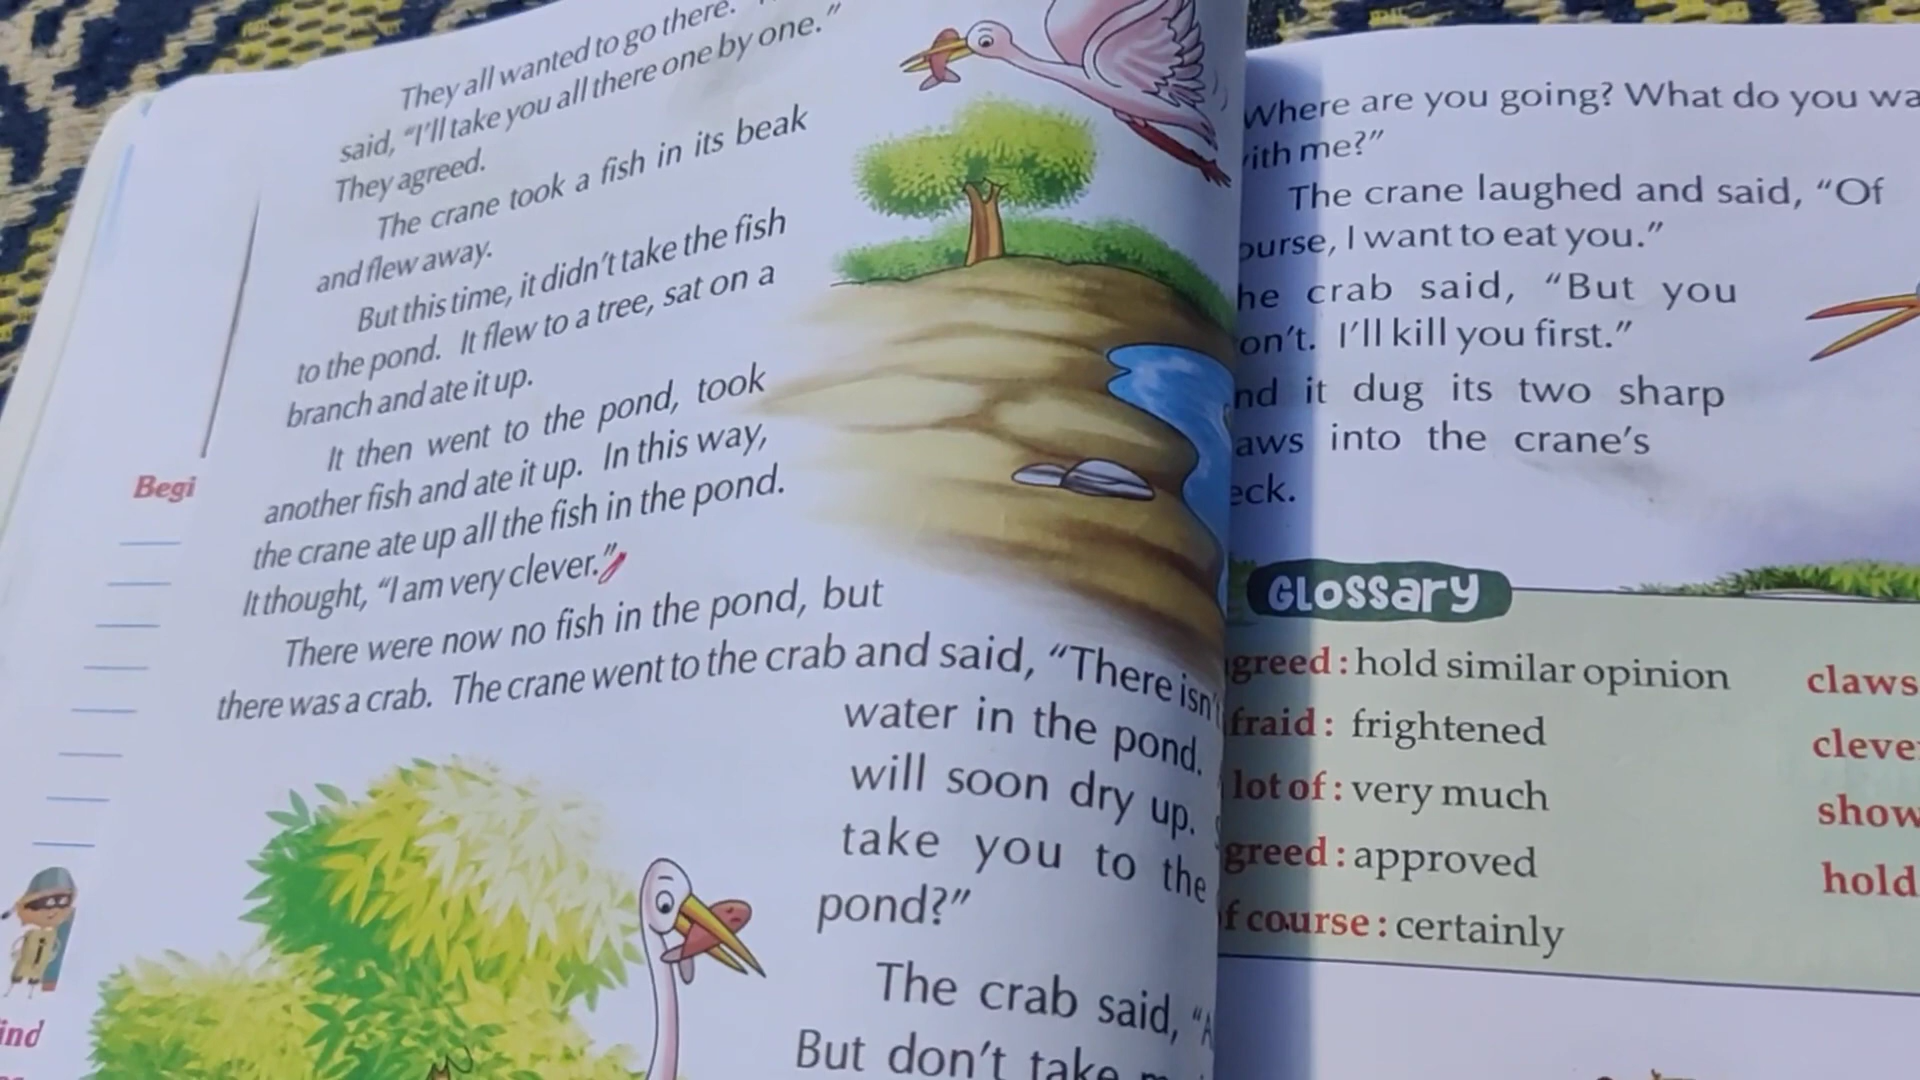 They all wanted to go there.
said, “I’ll take you all there one by one.”
They agreed.
The crane took a fish in its beak
and flew away.
But this time, it didn’t take the fish
to the pond. It flew to a tree, sat on a
branch and ate it up.
It then went to the pond, took
another fish and ate it up. In this way,
the crane ate up all the fish in the pond.
It thought, “I am very clever.”
There were now no fish in the pond, but
there was a crab. The crane went to the crab and said, “There isn’t
water in the pond.
will soon dry up.
take you to the
pond?”
The crab said, “A
But don’t take
Begi
ind
Where are you going? What do you wa
ith me?”
The crane laughed and said, “Of
ourse, I want to eat you.”
he crab said, “But you
on’t. I’ll kill you first.”
nd it dug its two sharp
aws into the crane’s
eck.
GLossary
greed : hold similar opinion
fraid : frightened
lot of : very much
greed : approved
f course : certainly
claws
cleve
show
hold